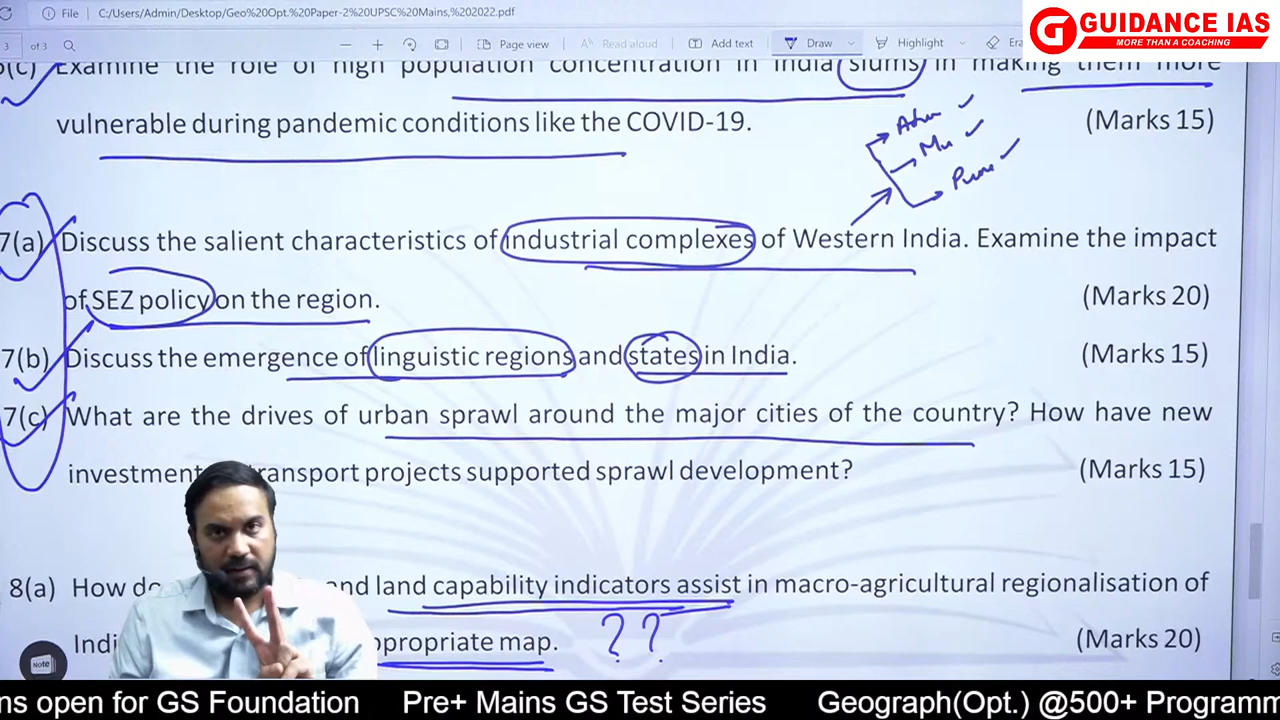 File C:/Users/Admin/Desktop/Geo%20Opt.%20Paper-2%20UPSC%20Mains,%202022.pdf
GUIDANCE IAS
MORE THAN A COACHING
3 of 3 Page view Read aloud Add text Draw Highlight
(c) Examine the role of high population concentration in India slums in making them more
vulnerable during pandemic conditions like the COVID-19. (Marks 15)
7(a) Discuss the salient characteristics of industrial complexes of Western India. Examine the impact
of SEZ policy on the region. (Marks 20)
7(b) Discuss the emergence of linguistic regions and states in India. (Marks 15)
7(c) What are the drives of urban sprawl around the major cities of the country? How have new
investment transport projects supported sprawl development? (Marks 15)
8(a) How do and land capability indicators assist in macro-agricultural regionalisation of
Indi ppropriate map. ?? (Marks 20)
Note
ns open for GS Foundation Pre+ Mains GS Test Series Geograph(Opt.) @500+ Programm